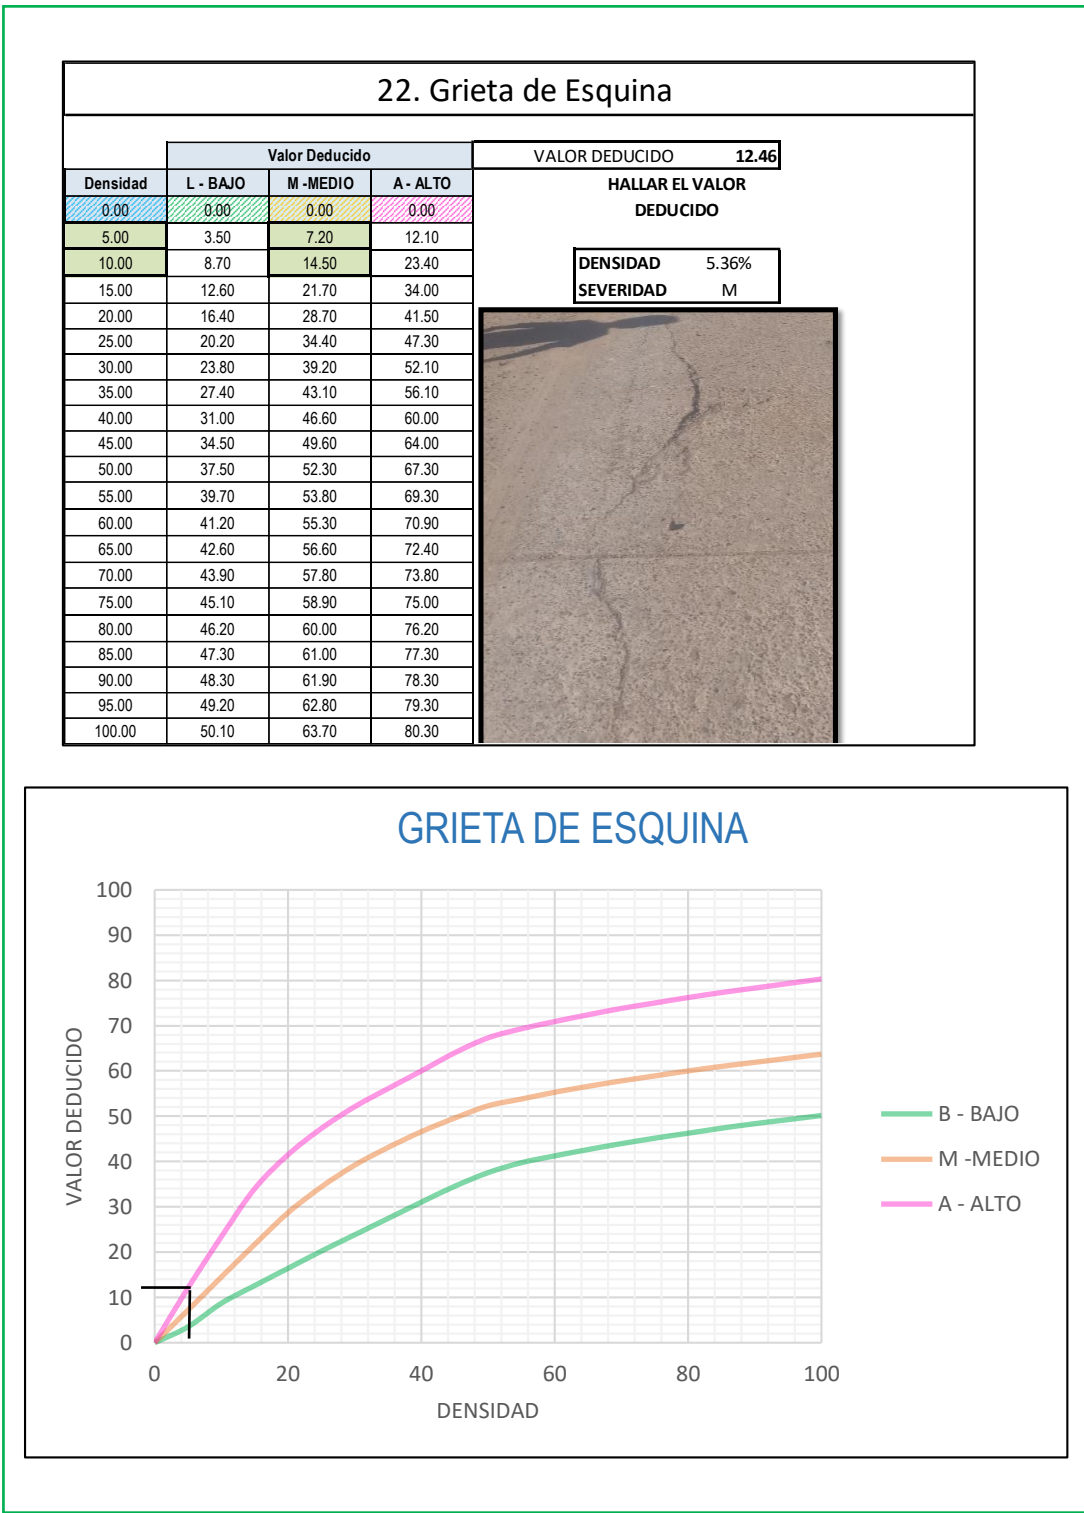 22. Grieta de Esquina
Valor Deducido
VALOR DEDUCIDO 12.46
Densidad L - BAJO M -MEDIO A - ALTO
HALLAR EL VALOR
DEDUCIDO
0.00 0.00 0.00 0.00
5.00 3.50 7.20 12.10
10.00 8.70 14.50 23.40
DENSIDAD 5.36%
15.00 12.60 21.70 34.00
SEVERIDAD M
20.00 16.40 28.70 41.50
25.00 20.20 34.40 47.30
30.00 23.80 39.20 52.10
35.00 27.40 43.10 56.10
40.00 31.00 46.60 60.00
45.00 34.50 49.60 64.00
50.00 37.50 52.30 67.30
55.00 39.70 53.80 69.30
60.00 41.20 55.30 70.90
65.00 42.60 56.60 72.40
70.00 43.90 57.80 73.80
75.00 45.10 58.90 75.00
80.00 46.20 60.00 76.20
85.00 47.30 61.00 77.30
90.00 48.30 61.90 78.30
95.00 49.20 62.80 79.30
100.00 50.10 63.70 80.30
GRIETA DE ESQUINA
100
90
80
70
60
50
40
30
20
10
0
VALOR DEDUCIDO
0 20 40 60 80 100
DENSIDAD
B - BAJO
M -MEDIO
A - ALTO